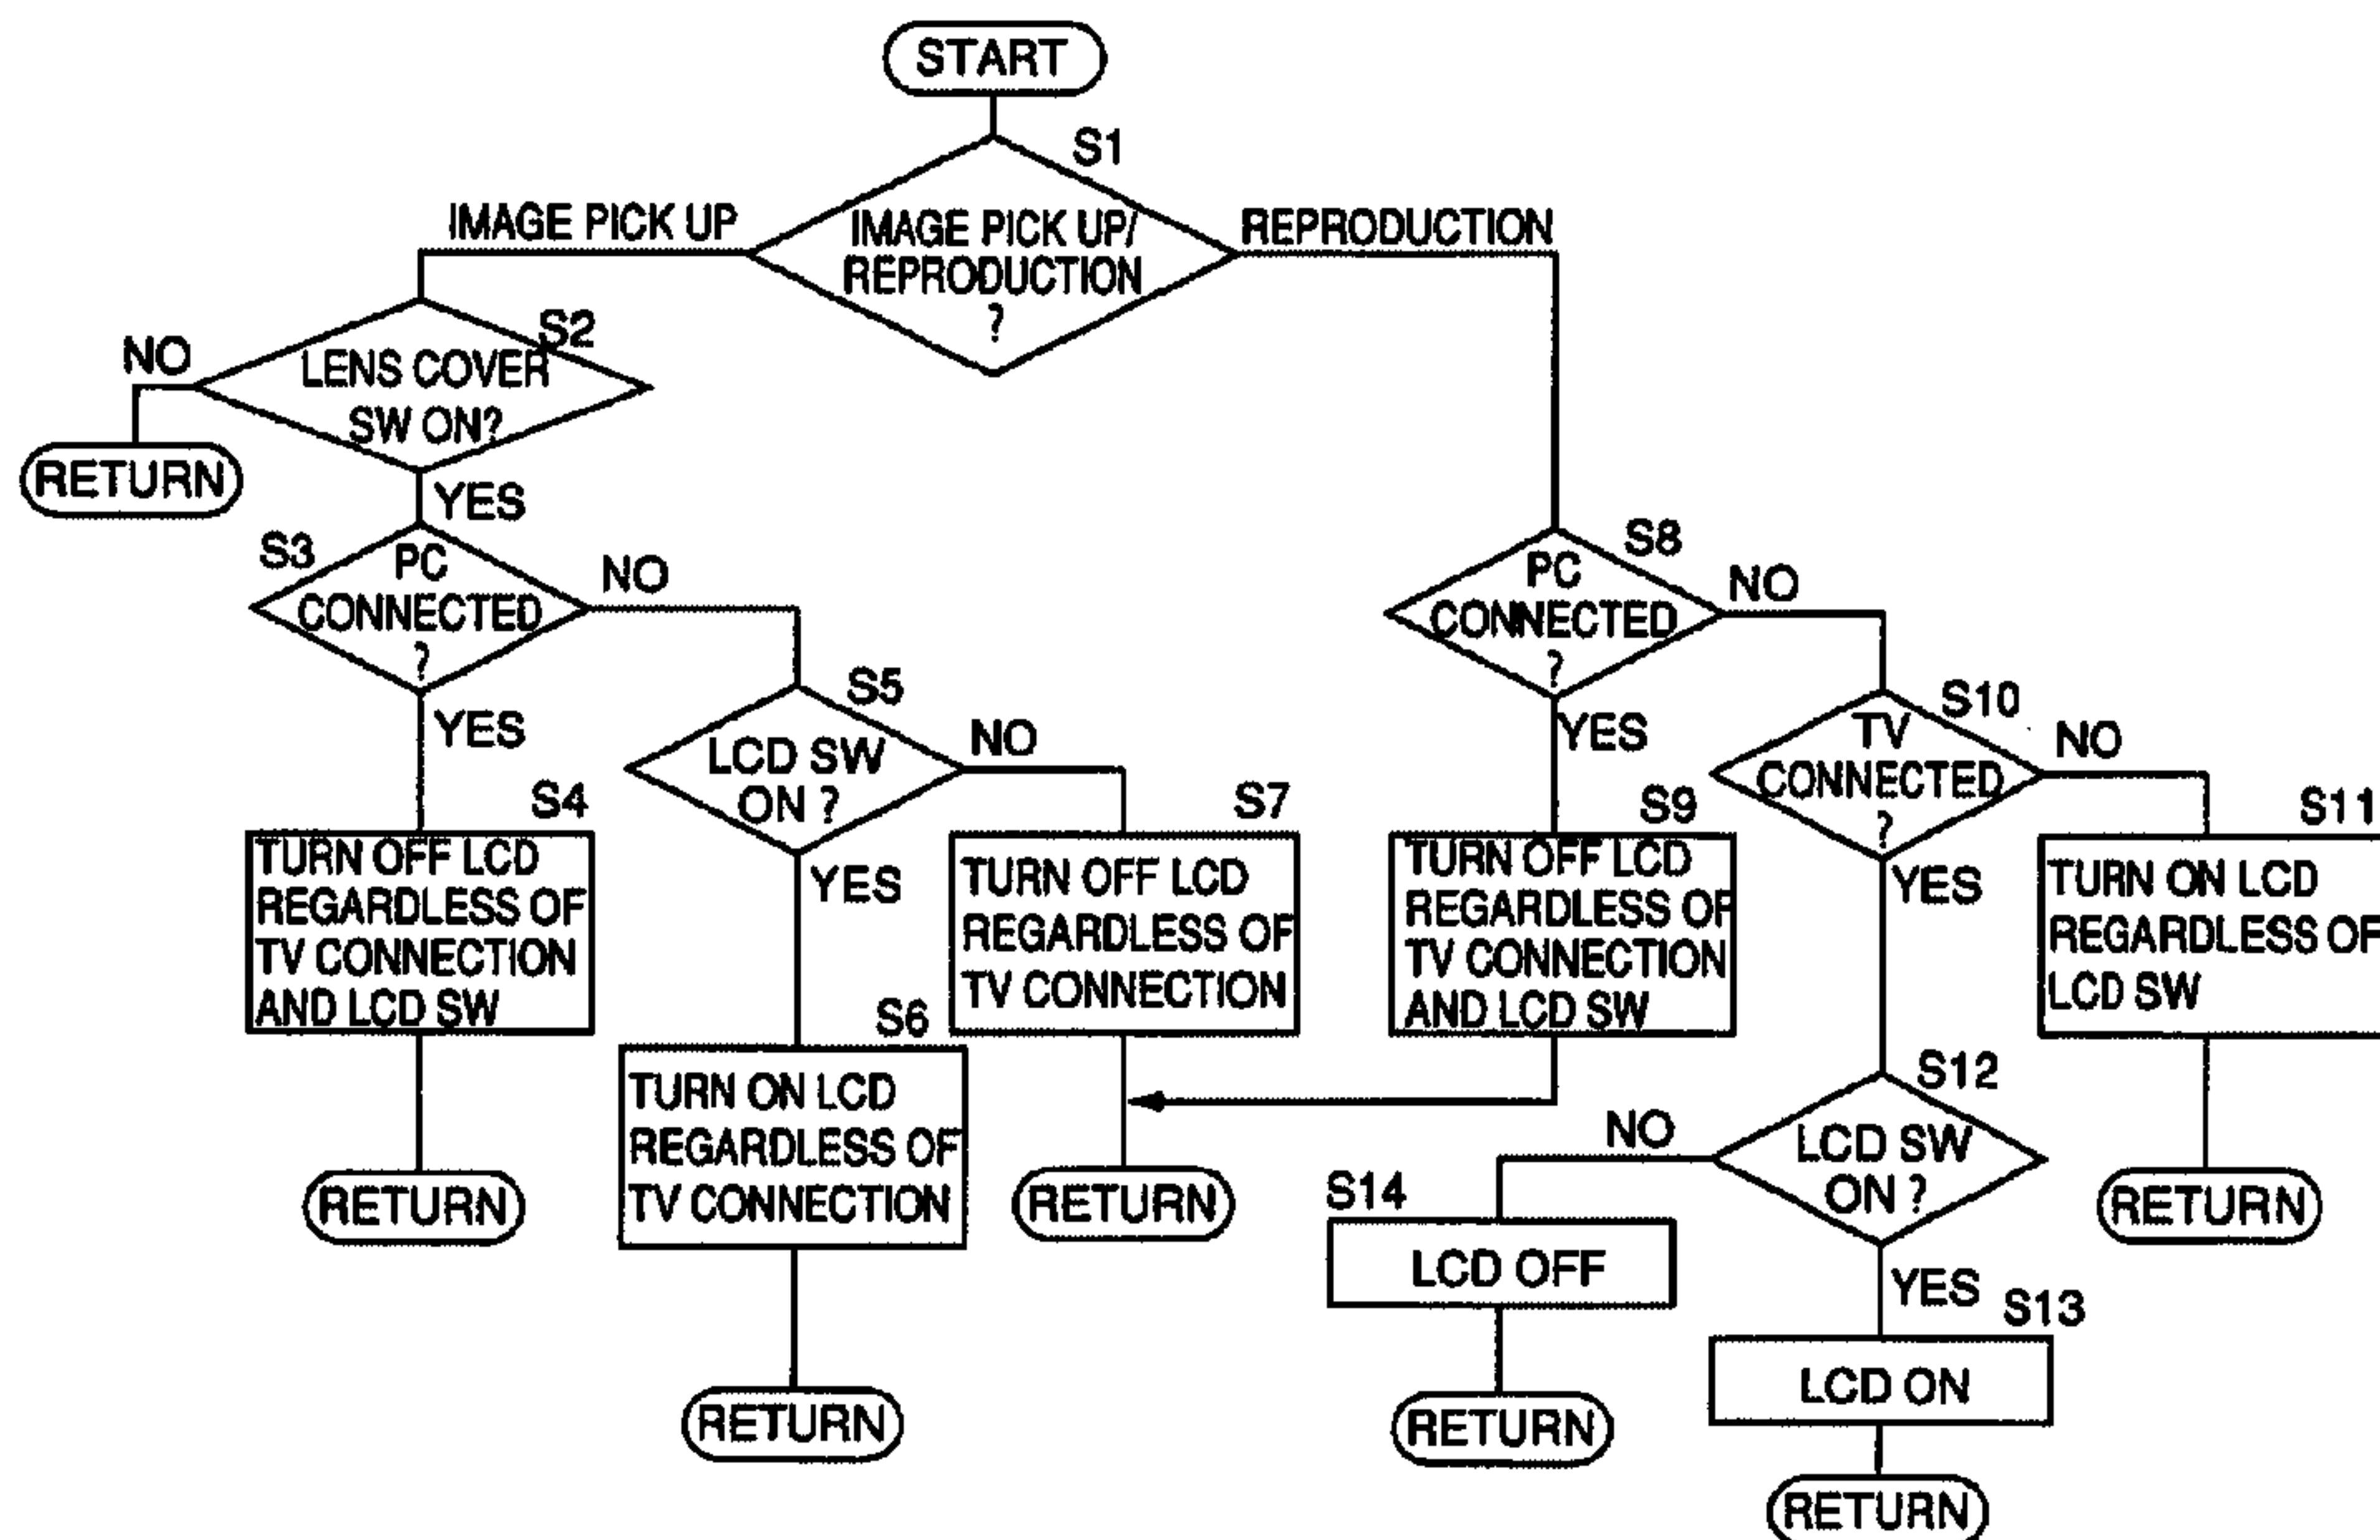 START
S1
IMAGE PICK UP
IMAGE PICK UP/
REPRODUCTION
?
REPRODUCTION
S2
NO
LENS COVER
SW ON?
RETURN
YES
S3
PC
CONNECTED
?
NO
YES
S4
TURN OFF LCD
REGARDLESS OF
TV CONNECTION
AND LCD SW
RETURN
S5
LCD SW
ON ?
NO
YES
S6
TURN ON LCD
REGARDLESS OF
TV CONNECTION
RETURN
S7
TURN OFF LCD
REGARDLESS OF
TV CONNECTION
RETURN
S8
PC
CONNECTED
?
NO
YES
S9
TURN OFF LCD
REGARDLESS OF
TV CONNECTION
AND LCD SW
S10
TV
CONNECTED
?
NO
YES
S11
TURN ON LCD
REGARDLESS OF
LCD SW
RETURN
S12
LCD SW
ON ?
NO
S14
LCD OFF
RETURN
YES
S13
LCD ON
RETURN